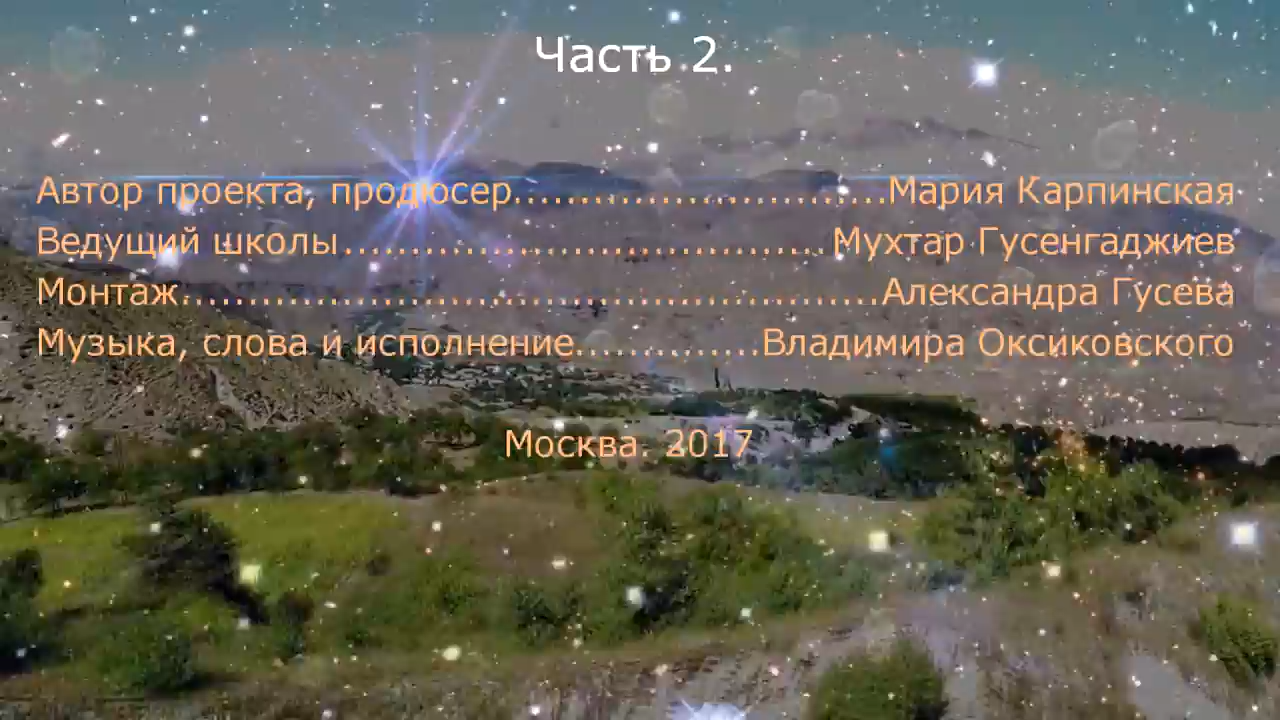 Часть 2.
Автор проекта, продюсер............................Мария Карпинская
Ведущий школы....................................Мухтар Гусенгаджиев
Монтаж....................................................Александра Гусева
Музыка, слова и исполнение..............Владимира Оксиковского
Москва. 2017